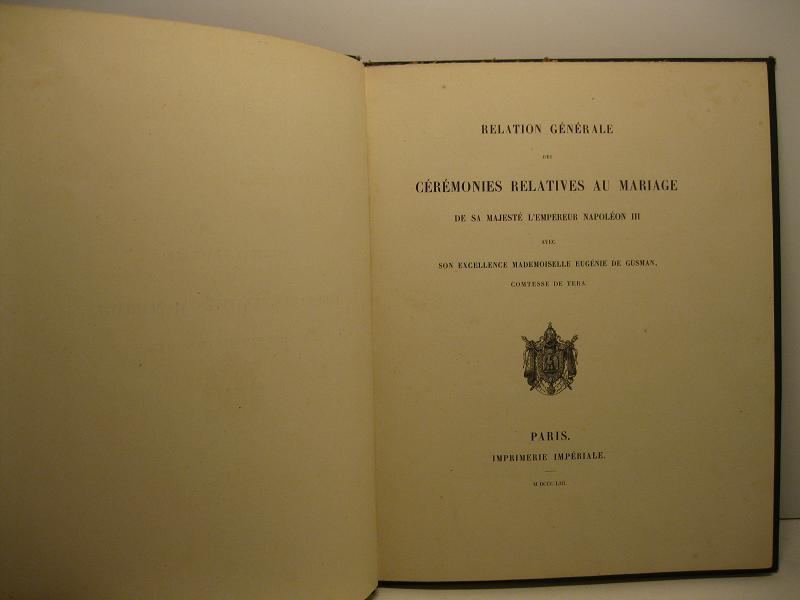 RELATION GÉNÉRALE
DES
CÉRÉMONIES RELATIVES AU MARIAGE
DE SA MAJESTÉ L'EMPEREUR NAPOLÉON III
AVEC
SON EXCELLENCE MADEMOISELLE EUGÉNIE DE GUSMAN,
COMTESSE DE TEBA
PARIS.
IMPRIMERIE IMPÉRIALE.
M DCCC LIII.